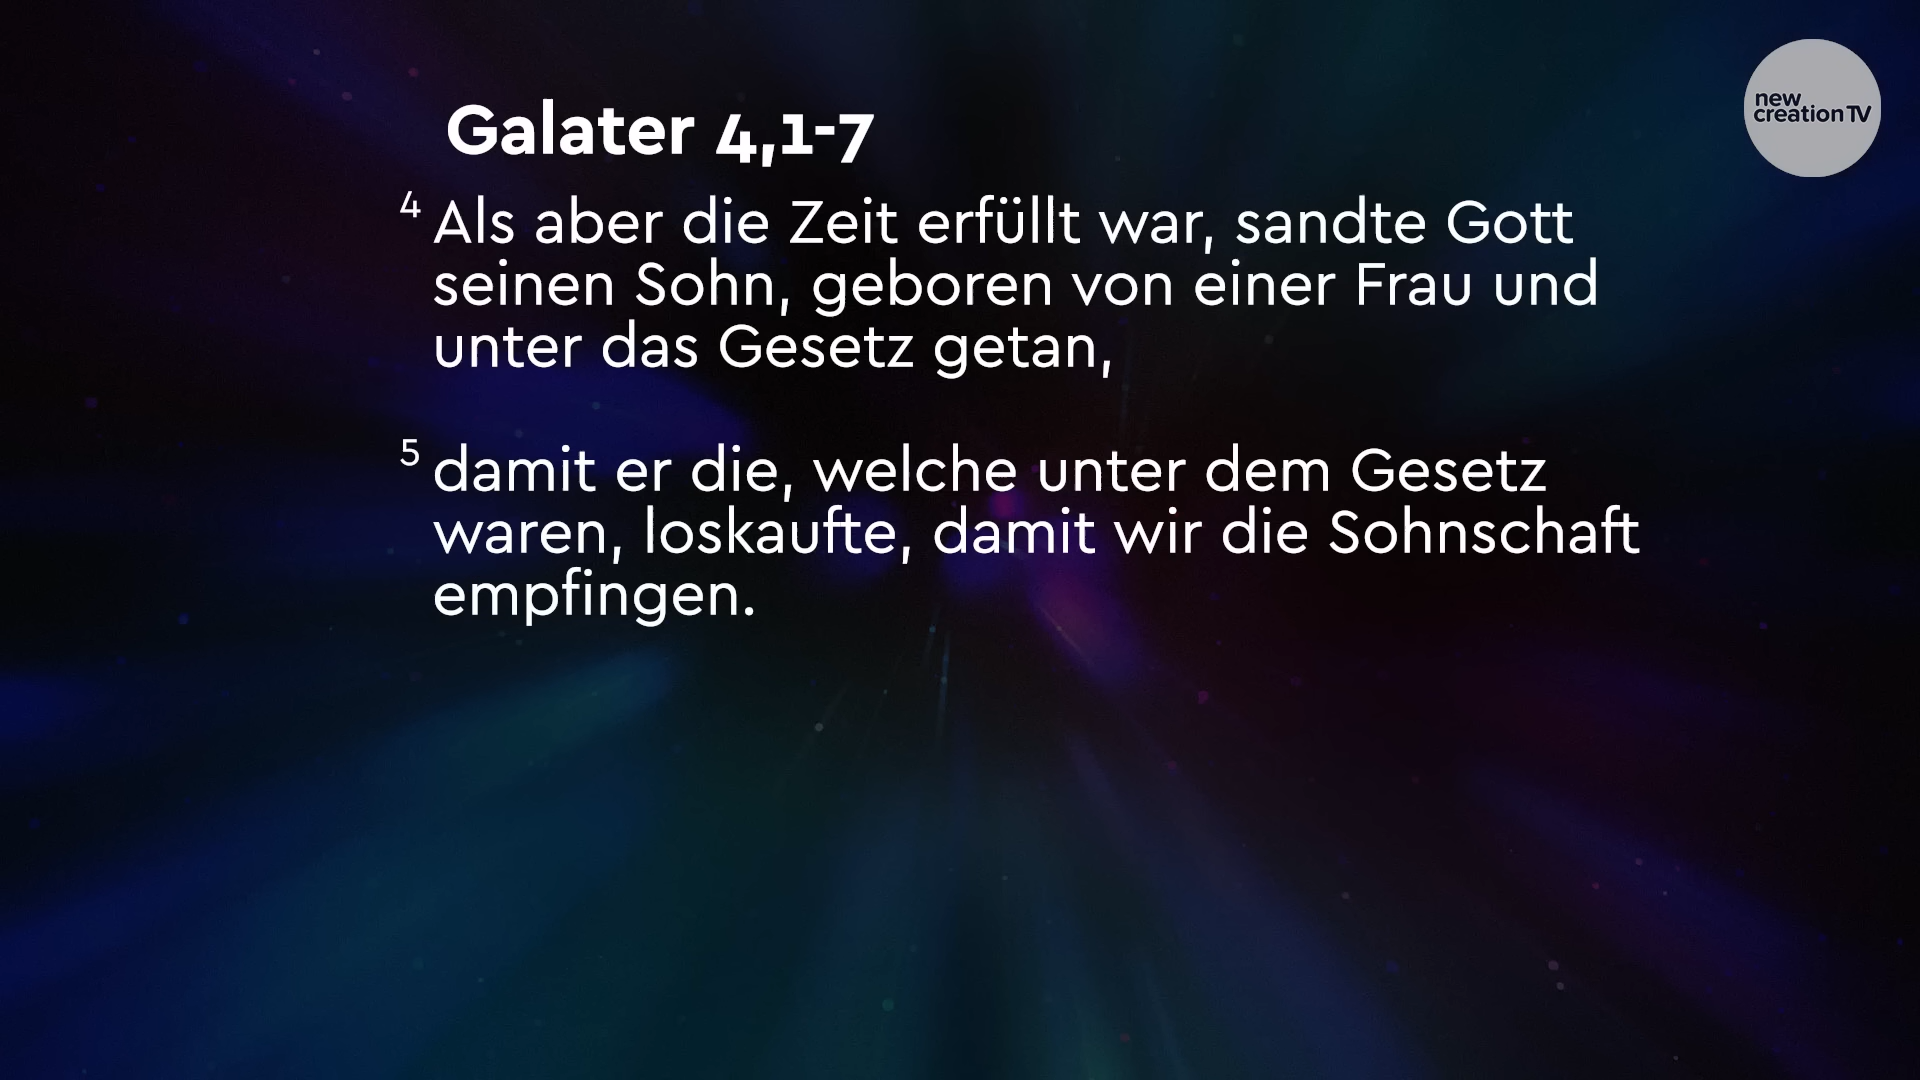 new
creationTV
Galater 4,1-7
4 Als aber die Zeit erfüllt war, sandte Gott
seinen Sohn, geboren von einer Frau und
unter das Gesetz getan,
5 damit er die, welche unter dem Gesetz
waren, loskaufte, damit wir die Sohnschaft
empfingen.